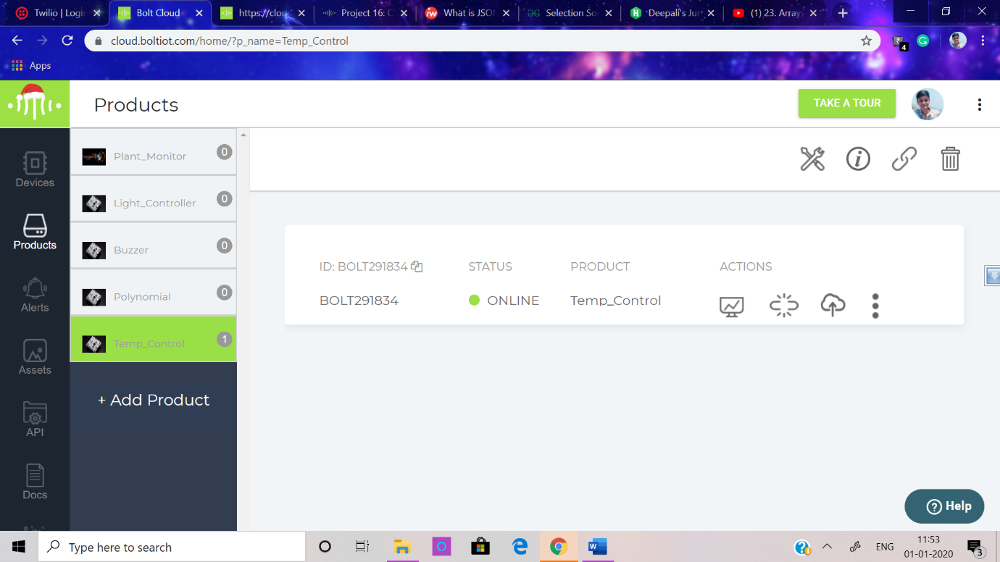 Twilio | Logi
Bolt Cloud
https://clou
Project 16: C
What is JSO
Selection So
Deepali's Jur
(1) 23. Array
cloud.boltiot.com/home/?p_name=Temp_Control
4
Apps
Products
TAKE A TOUR
Devices
Products
Alerts
Assets
API
Docs
Plant_Monitor 0
Light_Controller 0
Buzzer 0
Polynomial 0
Temp_Control 1
+ Add Product
ID: BOLT291834 STATUS PRODUCT ACTIONS
BOLT291834 ONLINE Temp_Control
Help
Type here to search
ENG
11:53
01-01-2020
3